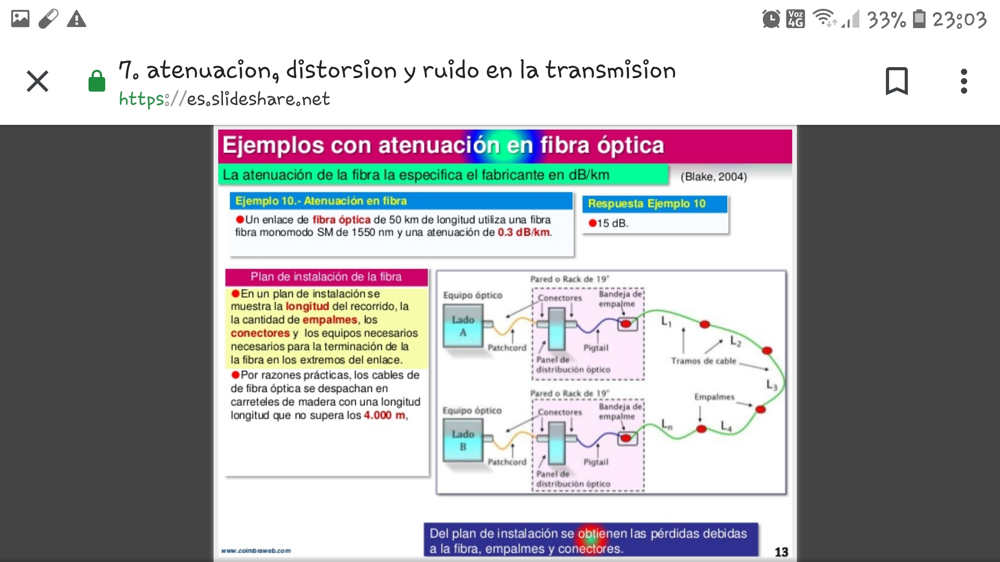 Voz
4G
33%
23:03
7. atenuacion, distorsion y ruido en la transmision
https://es.slideshare.net
Ejemplos con atenuación en fibra óptica
La atenuación de la fibra la especifica el fabricante en dB/km
(Blake, 2004)
Ejemplo 10.- Atenuación en fibra
Un enlace de fibra óptica de 50 km de longitud utiliza una fibra
fibra monomodo SM de 1550 nm y una atenuación de 0.3 dB/km.
Respuesta Ejemplo 10
15 dB.
Plan de instalación de la fibra
En un plan de instalación se
muestra la longitud del recorrido, la
la cantidad de empalmes, los
conectores y los equipos necesarios
necesarios para la terminación de la
la fibra en los extremos del enlace.
Por razones prácticas, los cables de
de fibra óptica se despachan en
carreteles de madera con una longitud
longitud que no supera los 4.000 m,
Pared o Rack de 19"
Equipo óptico
Conectores
Bandeja de
empalme
Lado
A
Patchcord
Pigtail
Panel de
distribución óptico
L1
L2
Tramos de cable
L3
Pared o Rack de 19"
Equipo óptico
Conectores
Bandeja de
empalme
Empalmes
Lado
B
Ln
L4
Patchcord
Pigtail
Panel de
distribución óptico
Del plan de instalación se obtienen las pérdidas debidas
a la fibra, empalmes y conectores.
www.coimbraweb.com
13